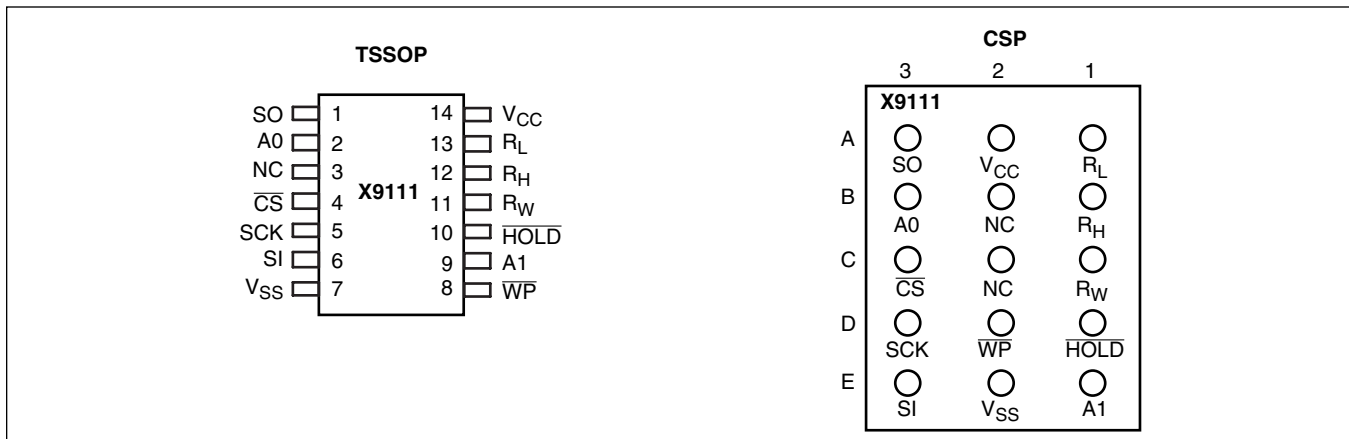 TSSOP
SO 1 14 VCC
A0 2 13 RL
NC 3 12 RH
CS 4 X9111 11 RW
SCK 5 10 HOLD
SI 6 9 A1
VSS 7 8 WP
CSP
3 2 1
X9111
A
SO VCC RL
B
A0 NC RH
C
CS NC RW
D
SCK WP HOLD
E
SI VSS A1